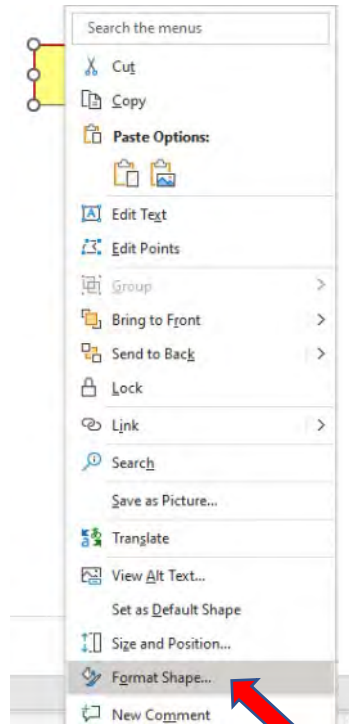 Search the menus
Cut
Copy
Paste Options:
Edit Text
Edit Points
Group
Bring to Front
Send to Back
Lock
Link
Search
Save as Picture...
Translate
View Alt Text...
Set as Default Shape
Size and Position...
Format Shape...
New Comment